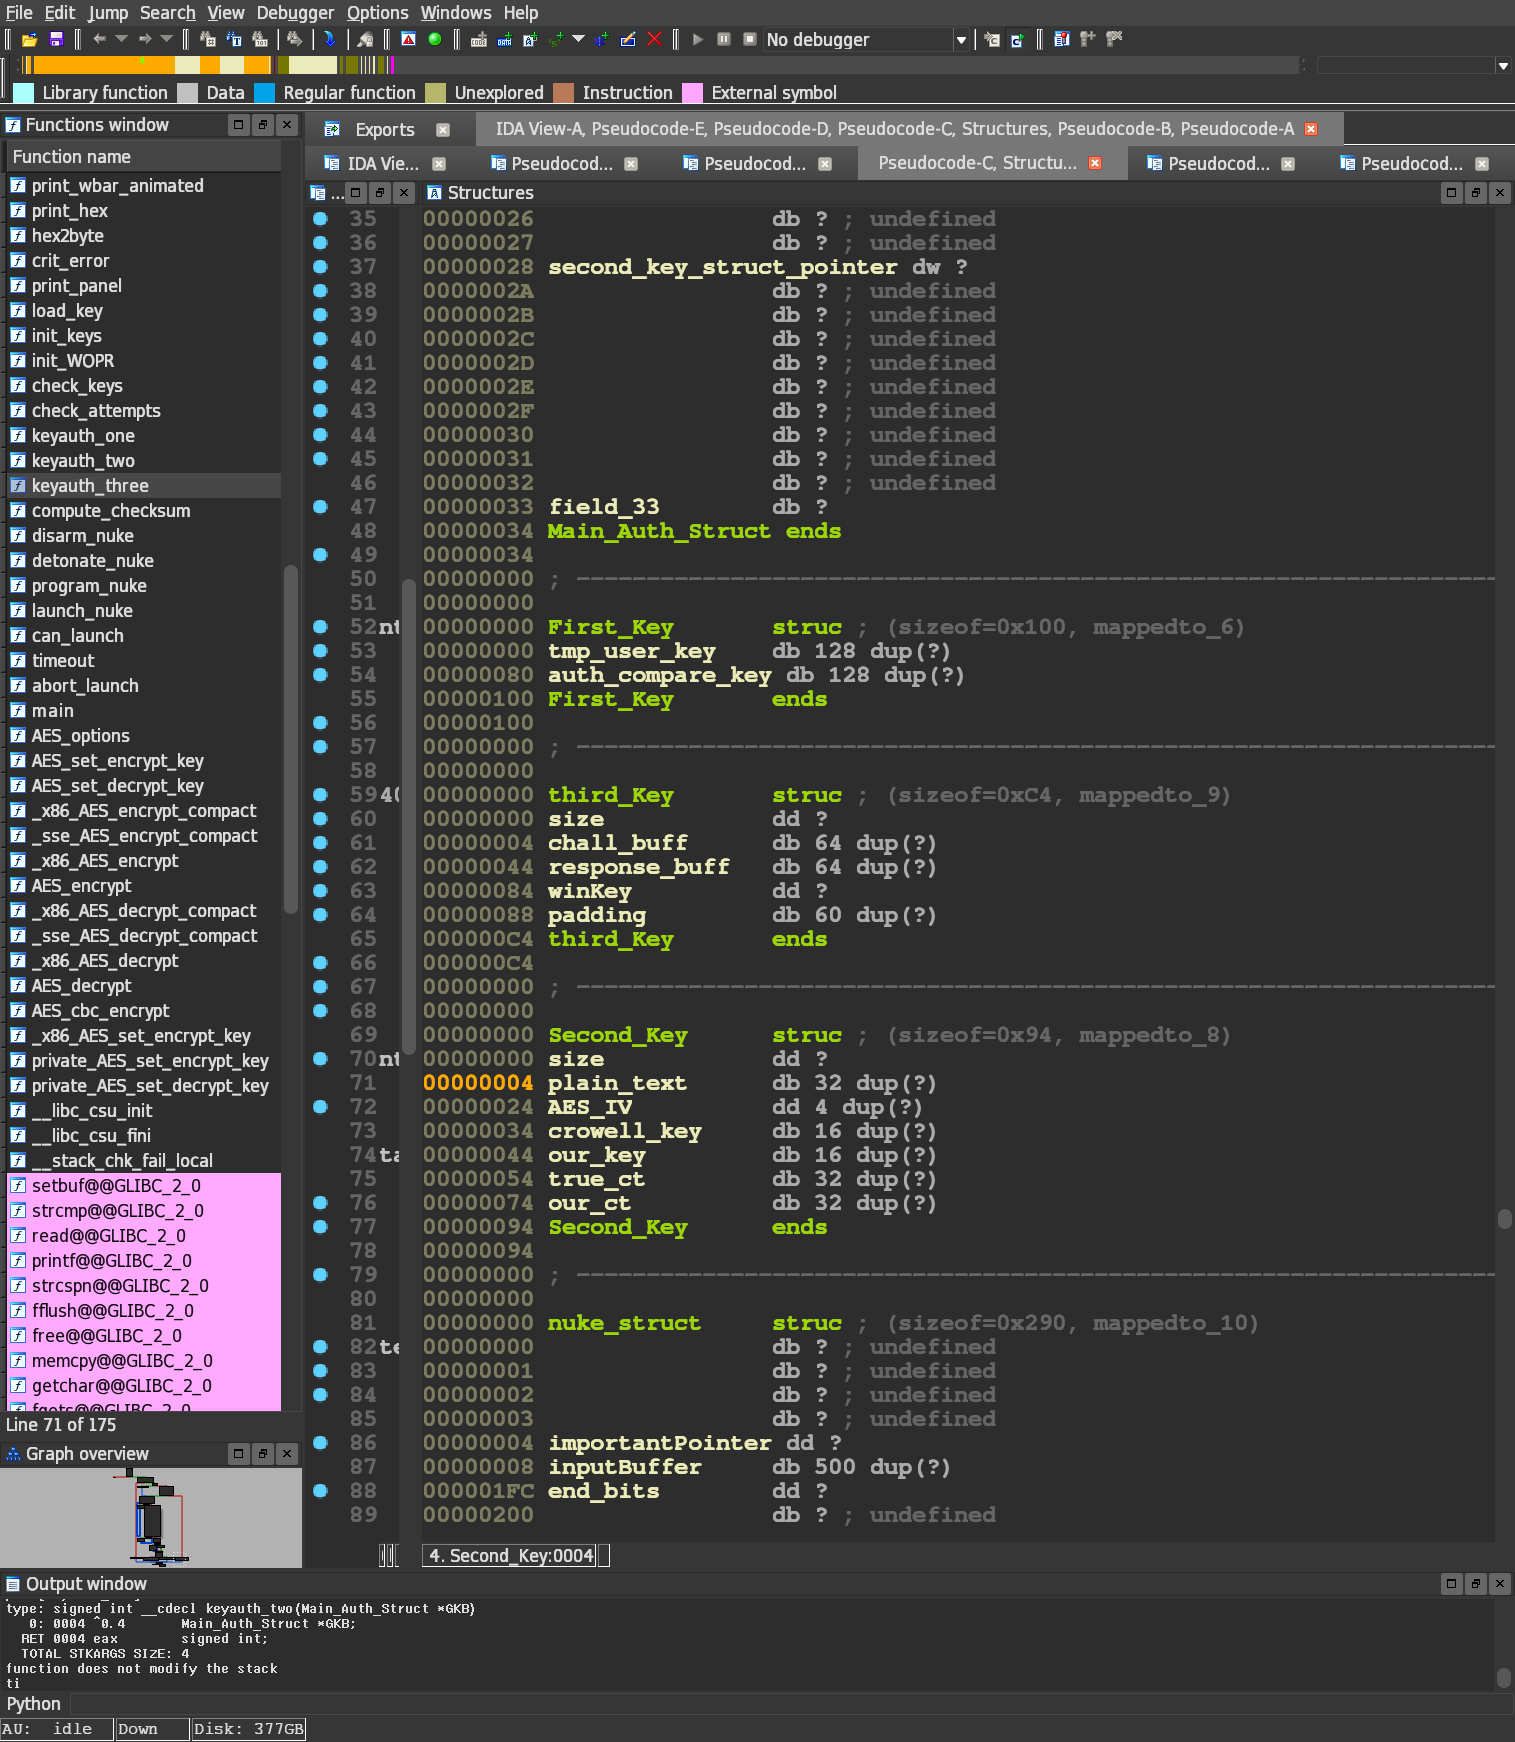 File Edit Jump Search View Debugger Options Windows Help
No debugger
Library function Data Regular function Unexplored Instruction External symbol
Functions window
Function name
print_wbar_animated
print_hex
hex2byte
crit_error
print_panel
load_key
init_keys
init_WOPR
check_keys
check_attempts
keyauth_one
keyauth_two
keyauth_three
compute_checksum
disarm_nuke
detonate_nuke
program_nuke
launch_nuke
can_launch
timeout
abort_launch
main
AES_options
AES_set_encrypt_key
AES_set_decrypt_key
_x86_AES_encrypt_compact
_sse_AES_encrypt_compact
_x86_AES_encrypt
AES_encrypt
_x86_AES_decrypt_compact
_sse_AES_decrypt_compact
_x86_AES_decrypt
AES_decrypt
AES_cbc_encrypt
_x86_AES_set_encrypt_key
private_AES_set_encrypt_key
private_AES_set_decrypt_key
__libc_csu_init
__libc_csu_fini
__stack_chk_fail_local
setbuf@@GLIBC_2_0
strcmp@@GLIBC_2_0
read@@GLIBC_2_0
printf@@GLIBC_2_0
strcspn@@GLIBC_2_0
fflush@@GLIBC_2_0
free@@GLIBC_2_0
memcpy@@GLIBC_2_0
getchar@@GLIBC_2_0
fgets@@GLIBC_2_0
Line 71 of 175
Graph overview
Exports IDA View-A, Pseudocode-E, Pseudocode-D, Pseudocode-C, Structures, Pseudocode-B, Pseudocode-A
IDA Vie... Pseudocod... Pseudocod... Pseudocode-C, Structu... Pseudocod... Pseudocod...
... Structures
35 00000026 db ? ; undefined
36 00000027 db ? ; undefined
37 00000028 second_key_struct_pointer dw ?
38 0000002A db ? ; undefined
39 0000002B db ? ; undefined
40 0000002C db ? ; undefined
41 0000002D db ? ; undefined
42 0000002E db ? ; undefined
43 0000002F db ? ; undefined
44 00000030 db ? ; undefined
45 00000031 db ? ; undefined
46 00000032 db ? ; undefined
47 00000033 field_33 db ?
48 00000034 Main_Auth_Struct ends
49 00000034
50 00000000 ; ------------------------------------------------------------------
51 00000000
52 nt 00000000 First_Key struc ; (sizeof=0x100, mappedto_6)
53 00000000 tmp_user_key db 128 dup(?)
54 00000080 auth_compare_key db 128 dup(?)
55 00000100 First_Key ends
56 00000100
57 00000000 ; ------------------------------------------------------------------
58 00000000
59 40 00000000 third_Key struc ; (sizeof=0xC4, mappedto_9)
60 00000000 size dd ?
61 00000004 chall_buff db 64 dup(?)
62 00000044 response_buff db 64 dup(?)
63 00000084 winKey dd ?
64 00000088 padding db 60 dup(?)
65 000000C4 third_Key ends
66 000000C4
67 00000000 ; ------------------------------------------------------------------
68 00000000
69 00000000 Second_Key struc ; (sizeof=0x94, mappedto_8)
70 nt 00000000 size dd ?
71 00000004 plain_text db 32 dup(?)
72 00000024 AES_IV dd 4 dup(?)
73 00000034 crowell_key db 16 dup(?)
74 ta 00000044 our_key db 16 dup(?)
75 00000054 true_ct db 32 dup(?)
76 00000074 our_ct db 32 dup(?)
77 00000094 Second_Key ends
78 00000094
79 00000000 ; ------------------------------------------------------------------
80 00000000
81 00000000 nuke_struct struc ; (sizeof=0x290, mappedto_10)
82 te 00000000 db ? ; undefined
83 00000001 db ? ; undefined
84 00000002 db ? ; undefined
85 00000003 db ? ; undefined
86 00000004 importantPointer dd ?
87 00000008 inputBuffer db 500 dup(?)
88 000001FC end_bits dd ?
89 00000200 db ? ; undefined
4. Second_Key:0004
Output window
type: signed int __cdecl keyauth_two(Main_Auth_Struct *GKB)
0: 0004 ^0.4 Main_Auth_Struct *GKB;
RET 0004 eax signed int;
TOTAL STKARGS SIZE: 4
function does not modify the stack
ti
Python
AU: idle Down Disk: 377GB